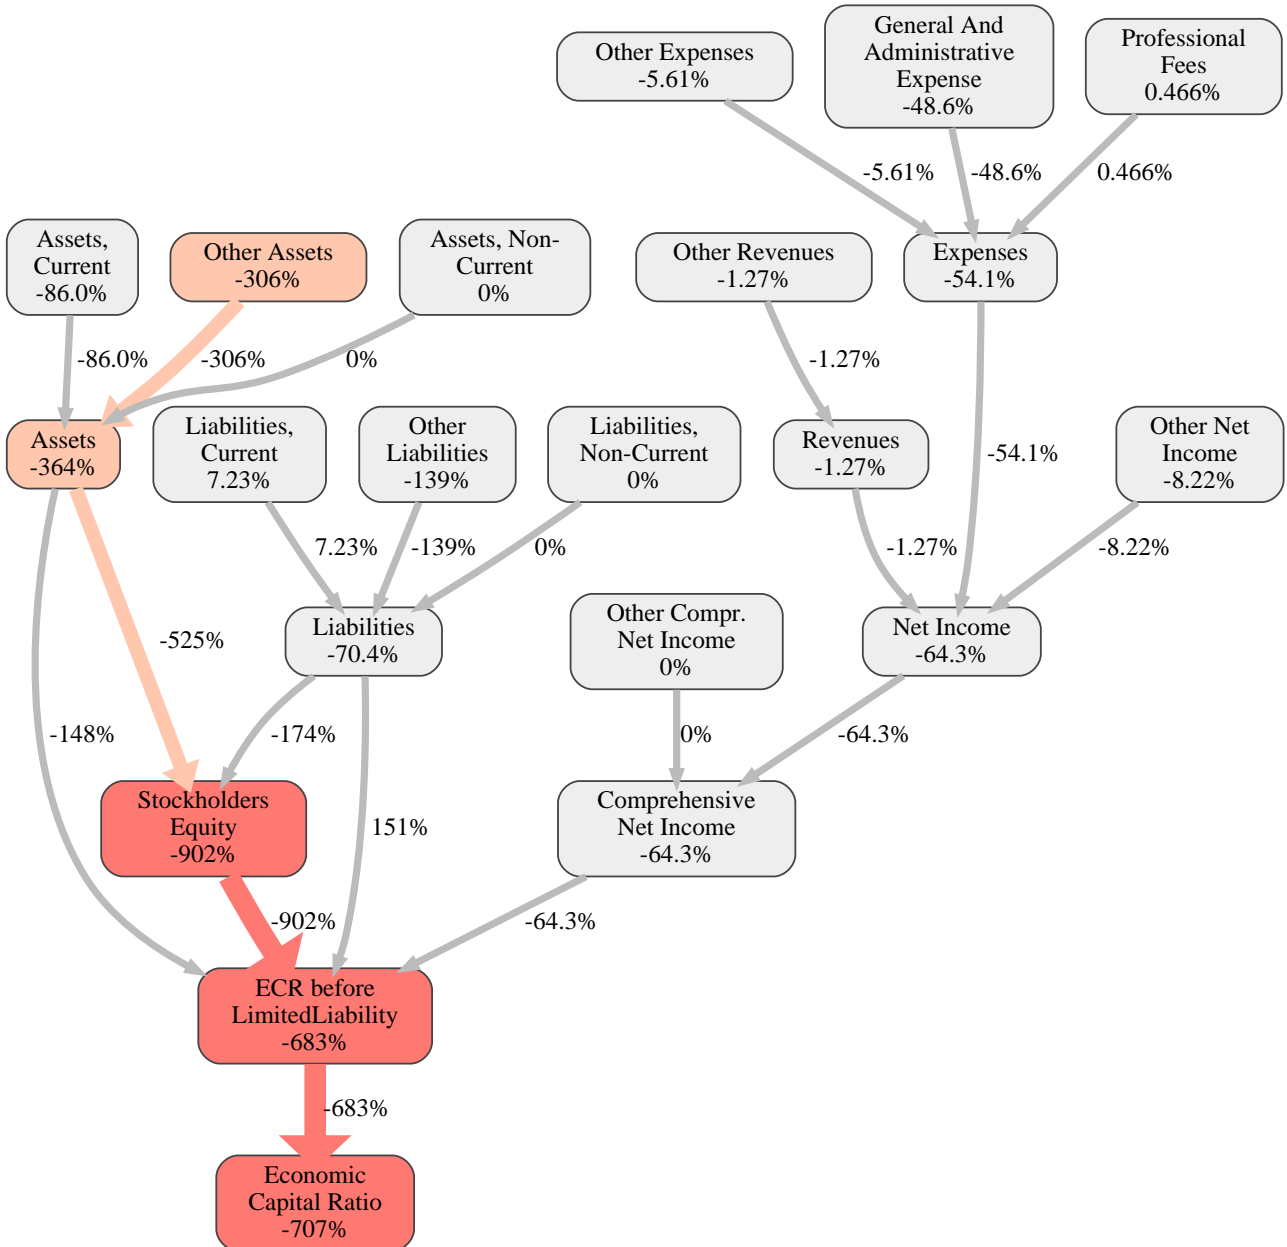 Other Expenses
-5.61%
General And
Administrative
Expense
-48.6%
Professional
Fees
0.466%
-5.61%
-48.6%
0.466%
Assets,
Current
-86.0%
Other Assets
-306%
Assets, Non-
Current
0%
Other Revenues
-1.27%
Expenses
-54.1%
-86.0%
-306%
0%
-1.27%
Assets
-364%
Liabilities,
Current
7.23%
Other
Liabilities
-139%
Liabilities,
Non-Current
0%
Revenues
-1.27%
-54.1%
Other Net
Income
-8.22%
7.23%
-139%
0%
-1.27%
-8.22%
-525%
Liabilities
-70.4%
Other Compr.
Net Income
0%
Net Income
-64.3%
-148%
-174%
0%
-64.3%
Stockholders
Equity
-902%
151%
Comprehensive
Net Income
-64.3%
-902%
-64.3%
ECR before
LimitedLiability
-683%
-683%
Economic
Capital Ratio
-707%